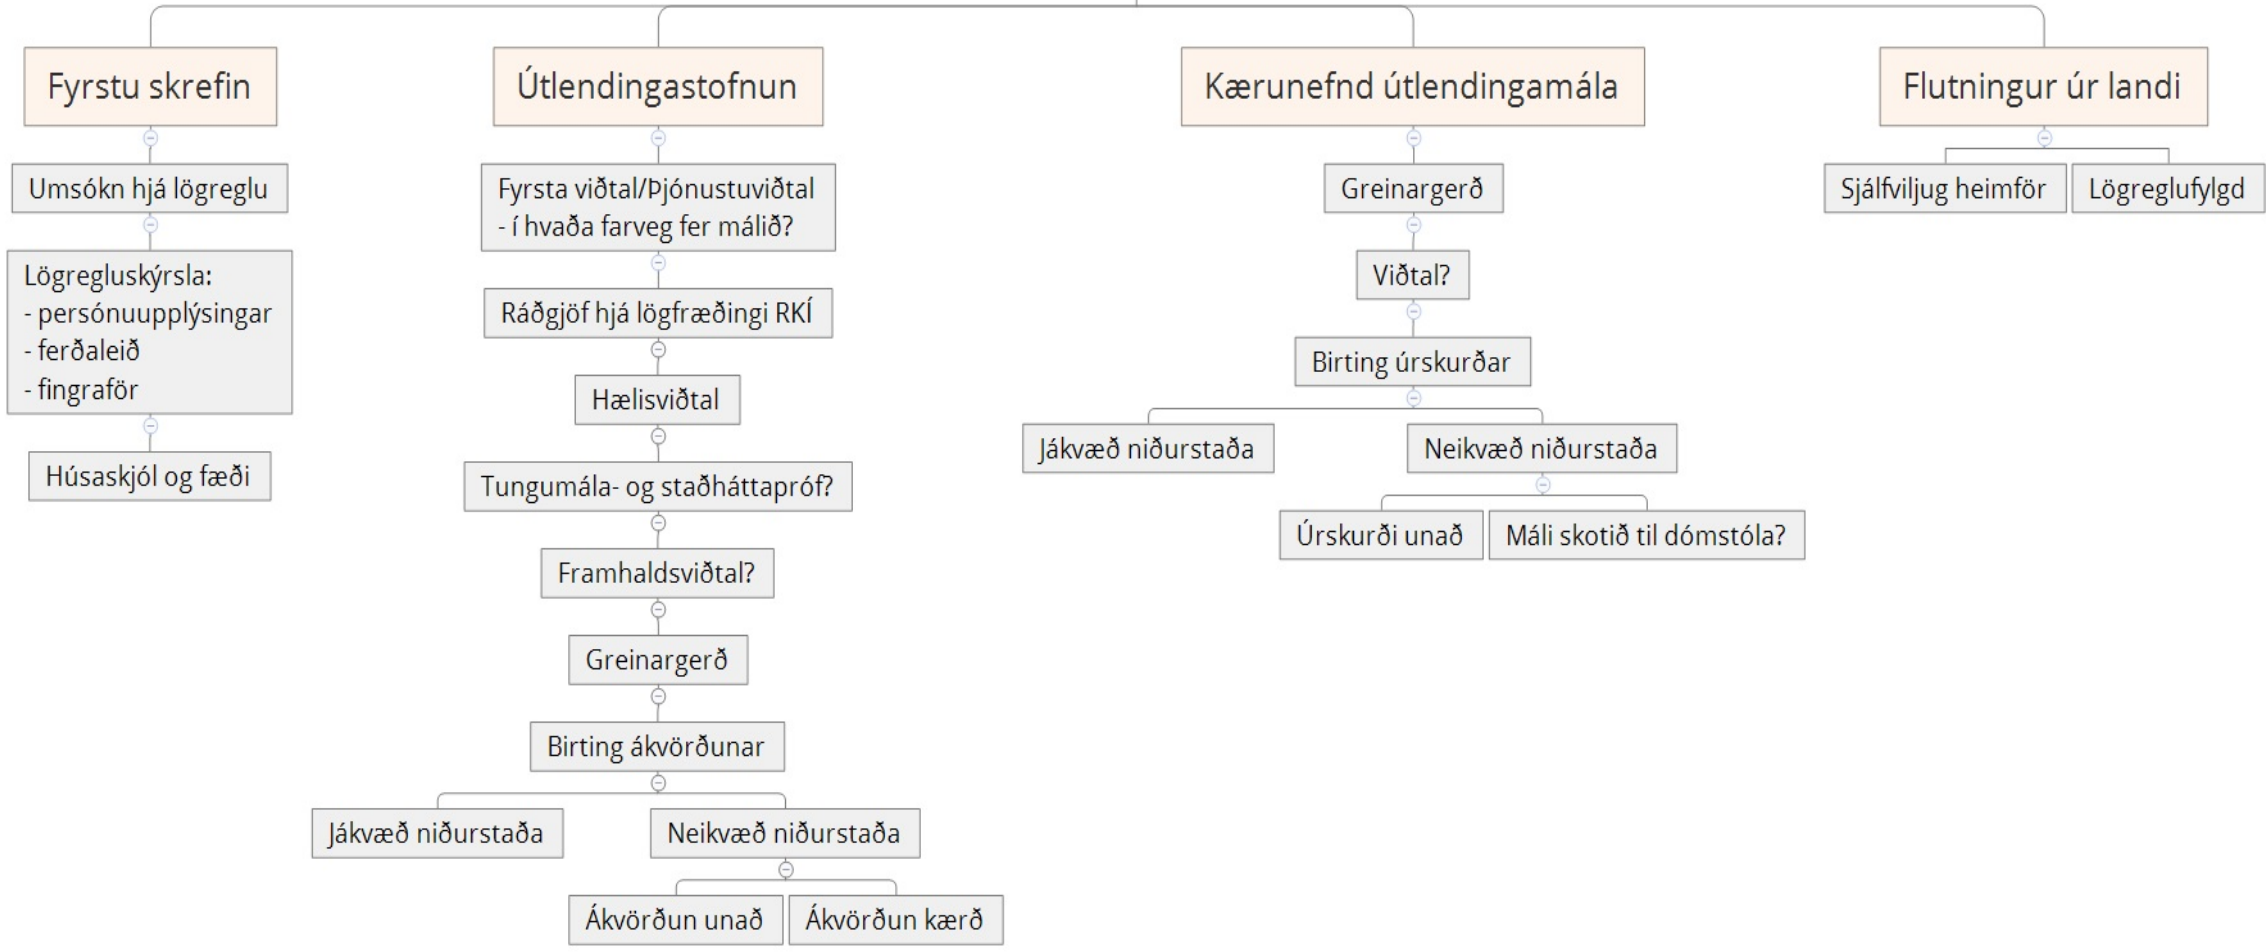 Fyrstu skrefin
Umsókn hjá lögreglu
Lögregluskýrsla:
- persónuupplýsingar
- ferðaleið
- fingraför
Húsaskjól og fæði
Útlendingastofnun
Fyrsta viðtal/Þjónustuviðtal
- í hvaða farveg fer málið?
Ráðgjöf hjá lögfræðingi RKÍ
Hælisviðtal
Tungumála- og staðháttapróf?
Framhaldsviðtal?
Greinargerð
Birting ákvörðunar
Jákvæð niðurstaða
Neikvæð niðurstaða
Ákvörðun unað
Ákvörðun kærð
Kærunefnd útlendingamála
Greinargerð
Viðtal?
Birting úrskurðar
Jákvæð niðurstaða
Neikvæð niðurstaða
Úrskurði unað
Máli skotið til dómstóla?
Flutningur úr landi
Sjálfviljug heimför
Lögreglufylgd